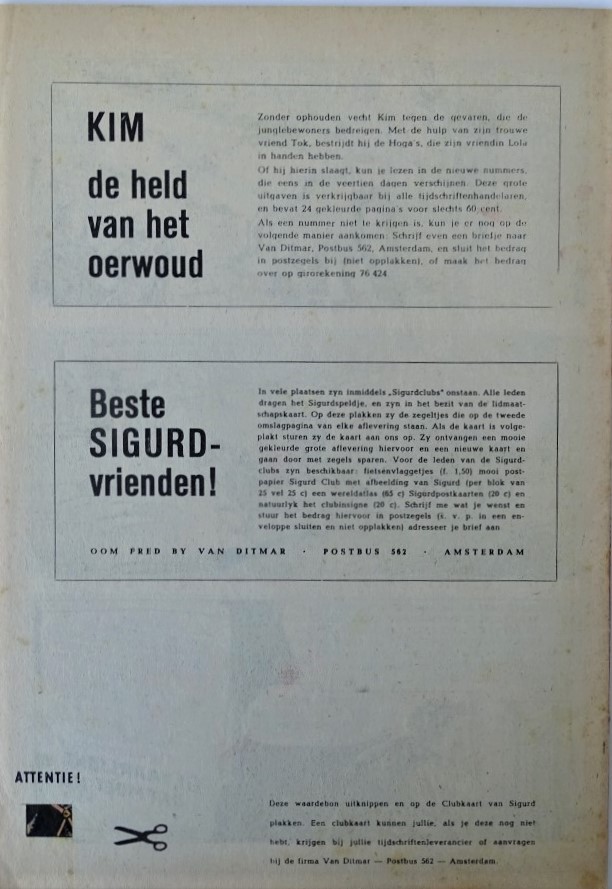 KIM
de held
van het
oerwoud
Zonder ophouden vecht Kim tegen de gevaren, die de
junglebewoners bedreigen. Met de hulp van zijn trouwe
vriend Tok, bestrijdt hij de Hoga's, die zijn vriendin Lola
in handen hebben.
Of hij hierin slaagt, kun je lezen in de nieuwe nummers,
die eens in de veertien dagen verschijnen. Deze grote
uitgaven is verkrijgbaar bij alle tijdschriftenhandelaren,
en bevat 24 gekleurde pagina's voor slechts 60 cent.
Als een nummer niet te krijgen is, kun je er nog op de
volgende manier aankomen: Schrijf even een briefje naar
Van Ditmar, Postbus 562, Amsterdam, en sluit het bedrag
in postzegels bij (niet opplakken), of maak het bedrag
over op girorekening 76 424.
Beste
SIGURD-
vrienden!
In vele plaatsen zyn inmiddels „Sigurdclubs" onstaan. Alle leden
dragen het Sigurdspeldje, en zyn in het bezit van de lidmaat-
schapskaart. Op deze plakken zy de zegeltjes die op de tweede
omslagpagina van elke aflevering staan. Als de kaart is volge-
plakt sturen zy de kaart aan ons op. Zy ontvangen een mooie
gekleurde grote aflevering hiervoor en een nieuwe kaart en
gaan door met zegels sparen. Voor de leden van de Sigurd-
clubs zyn beschikbaar: fietsenvlaggetjes (f. 1,50) mooi post-
papier Sigurd Club met afbeelding van Sigurd (per blok van
25 vel 25 c) een wereldatlas (65 c) Sigurdpostkaarten (20 c) en
natuurlyk het clubinsigne (20 c). Schrijf me wat je wenst en
stuur het bedrag hiervoor in postzegels (s. v. p. in een en-
veloppe sluiten en niet opplakken) adresseer je brief aan
OOM FRED BY VAN DITMAR · POSTBUS 562 · AMSTERDAM
ATTENTIE!
Deze waardebon uitknippen en op de Clubkaart van Sigurd
plakken. Een clubkaart kunnen jullie, als je deze nog niet
hebt, krijgen bij jullie tijdschriftenleverancier of aanvragen
bij de firma Van Ditmar — Postbus 562 — Amsterdam.